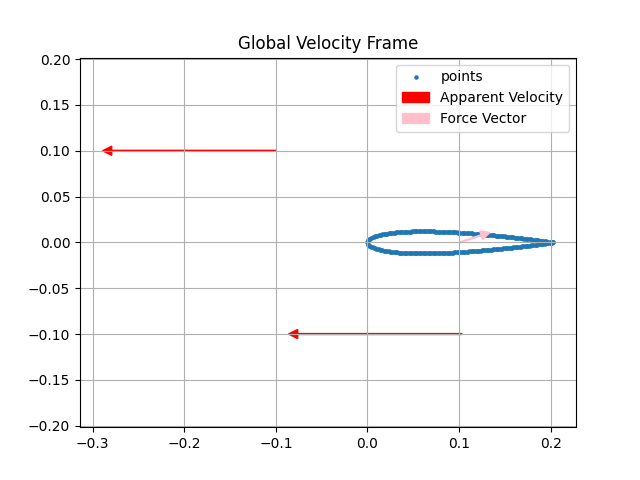 Global Velocity Frame
points
Apparent Velocity
Force Vector
0.20
0.15
0.10
0.05
0.00
−0.05
−0.10
−0.15
−0.20
−0.3 −0.2 −0.1 0.0 0.1 0.2